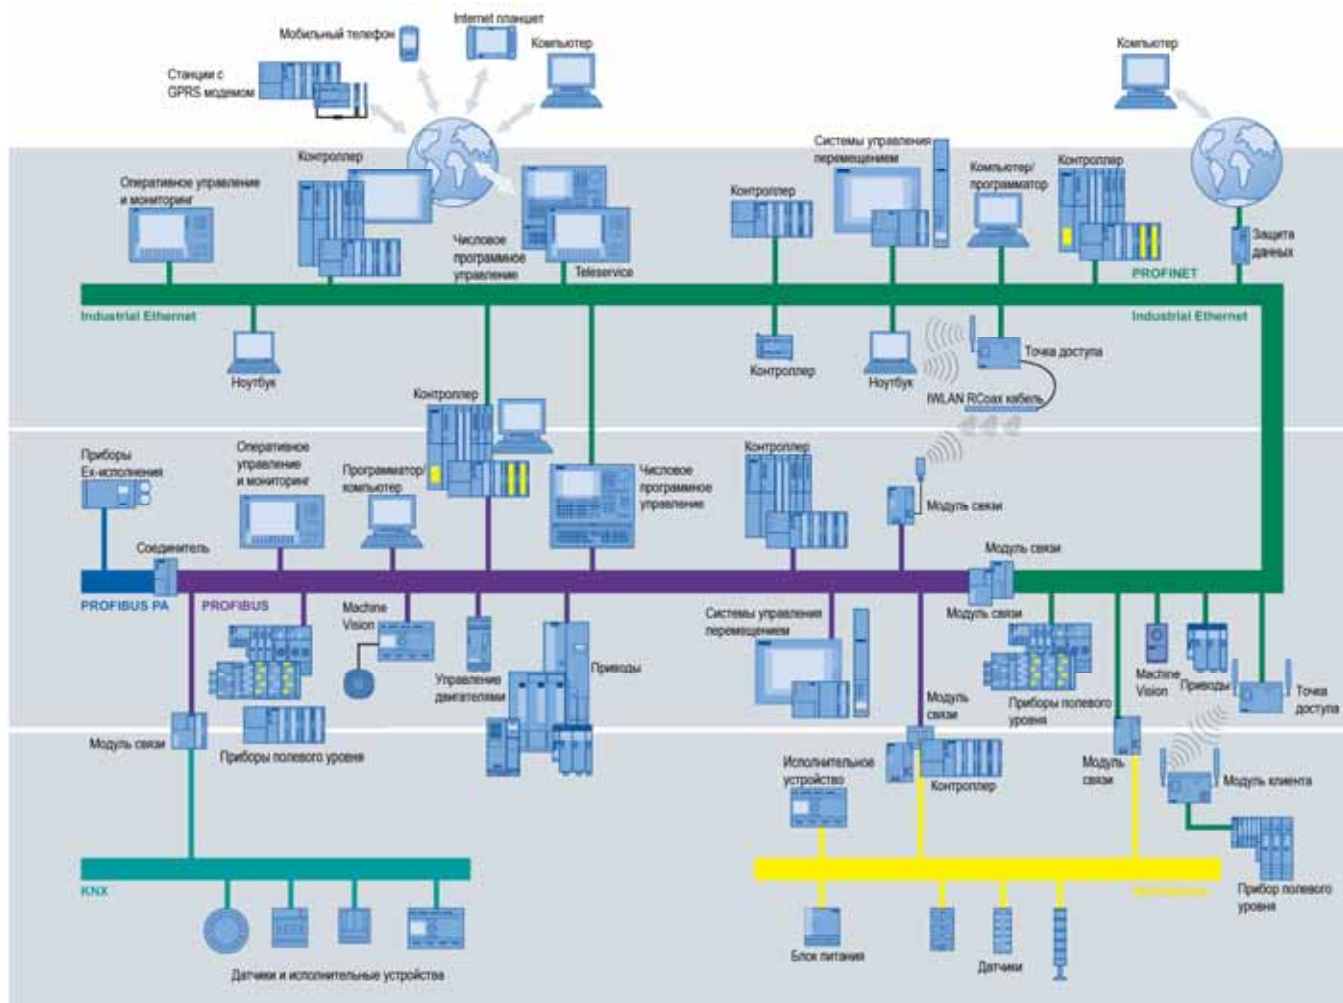 Мобильный телефон
Internet планшет
Компьютер
Станции с
GPRS модемом
Компьютер
Оперативное управление
и мониторинг
Контроллер
Числовое
программное
управление
Teleservice
Контроллер
Системы управления
перемещением
Компьютер/
программатор
Контроллер
Защита
данных
PROFINET
Industrial Ethernet
Industrial Ethernet
Ноутбук
Контроллер
Ноутбук
Точка доступа
IWLAN RCoax кабель
Приборы
Ex-исполнения
Оперативное
управление
и мониторинг
Программатор/
компьютер
Контроллер
Числовое
программное
управление
Контроллер
Модуль связи
Соединитель
Модуль связи
PROFIBUS PA
PROFIBUS
Machine
Vision
Управление
двигателями
Приводы
Системы управления
перемещением
Модуль связи
Приборы полевого
уровня
Machine
Vision
Приводы
Точка
доступа
Модуль связи
Приборы полевого уровня
Модуль
связи
Исполнительное
устройство
Контроллер
Модуль
связи
Модуль клиента
KNX
Прибор полевого
уровня
Датчики и исполнительные устройства
Блок питания
Датчики